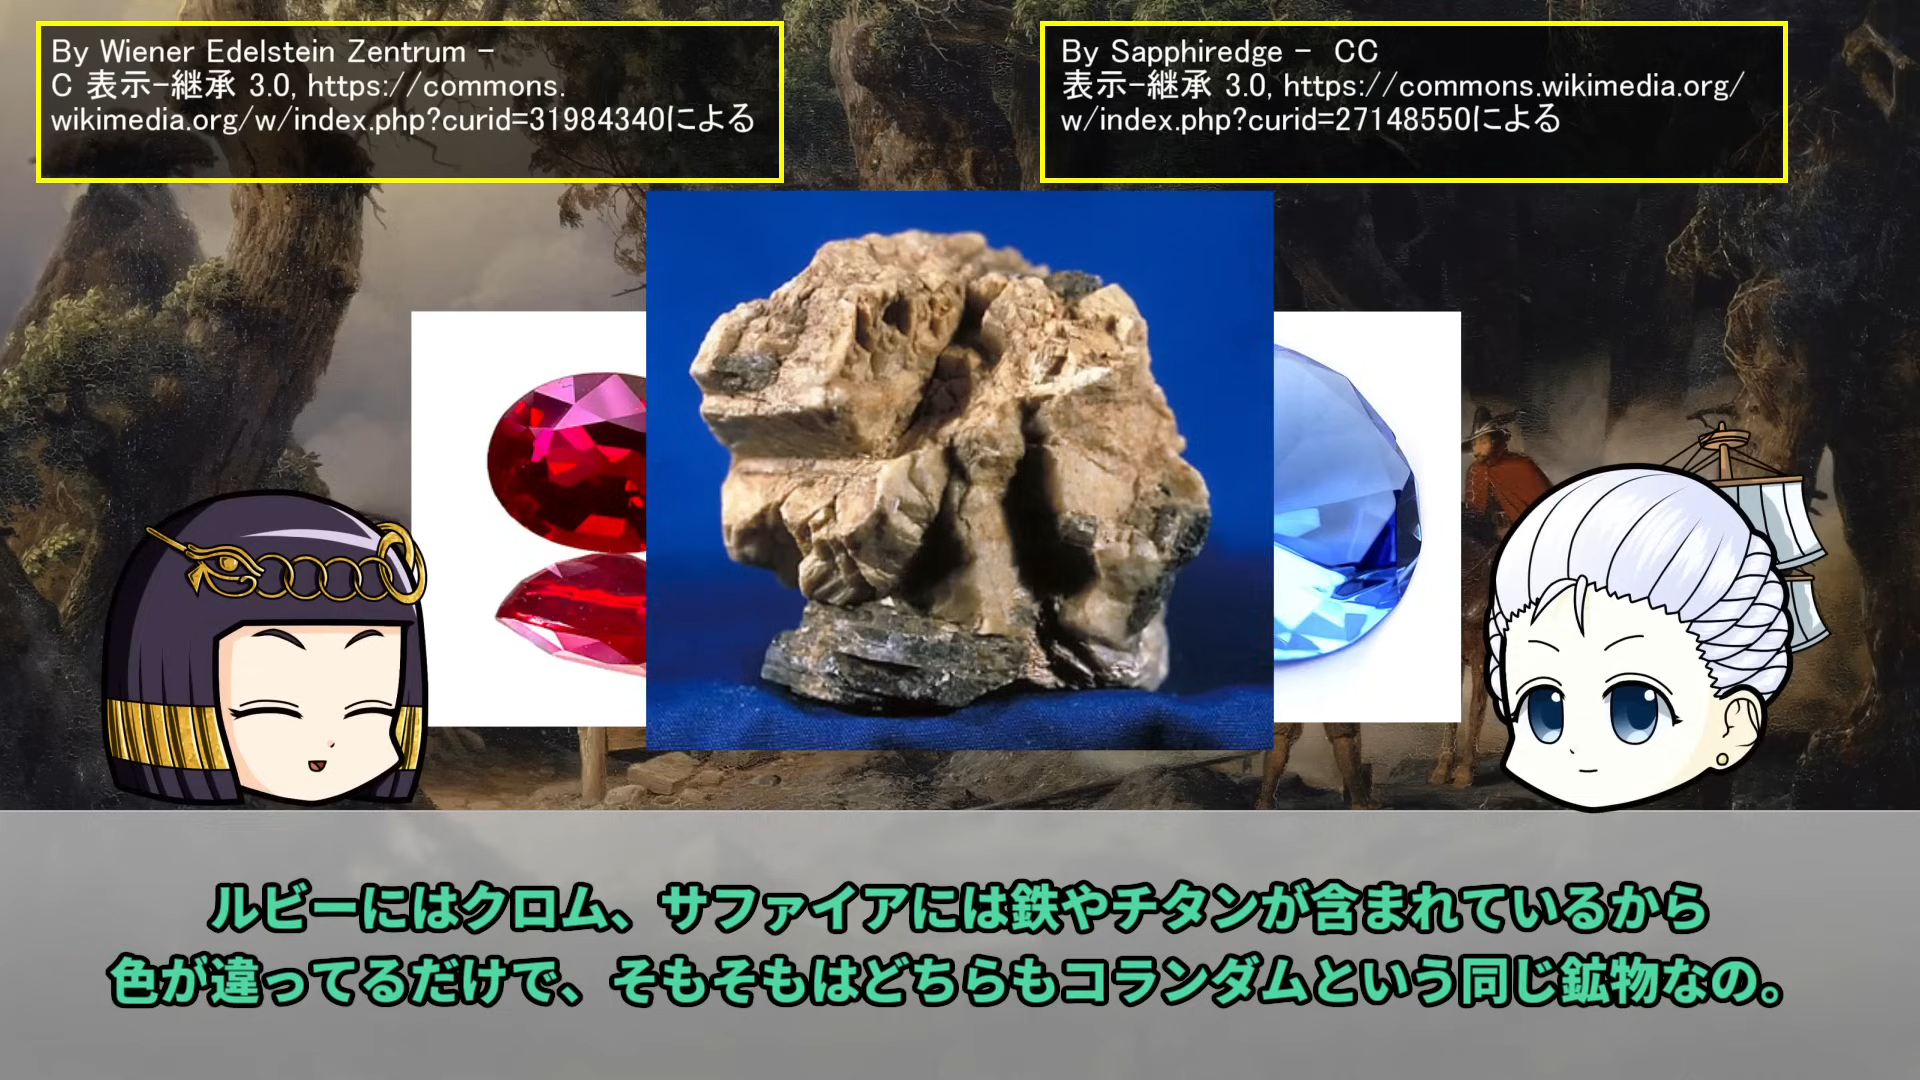 By Wiener Edelstein Zentrum −
C 表示−継承 3.0, https://commons.
wikimedia.org/w/index.php?curid=31984340による
By Sapphiredge − CC
表示−継承 3.0, https://commons.wikimedia.org/
w/index.php?curid=27148550による
ルビーにはクロム、サファイアには鉄やチタンが含まれているから
色が違ってるだけで、そもそもはどちらもコランダムという同じ鉱物なの。